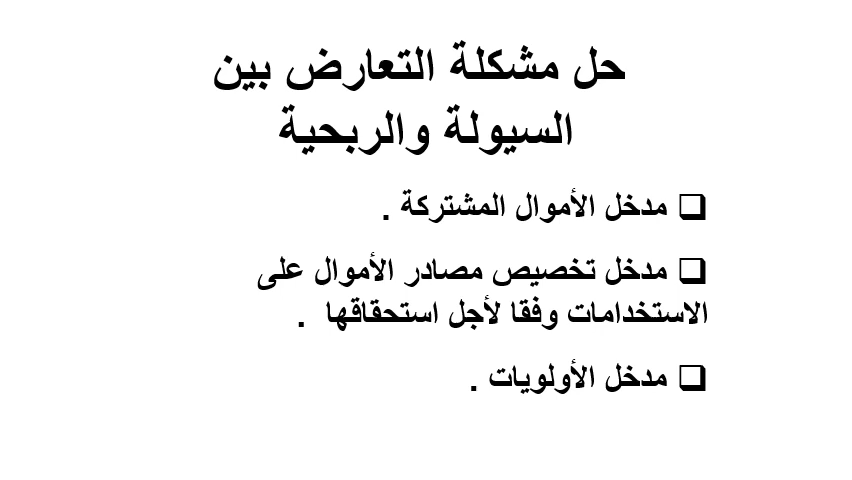 حل مشكلة التعارض بين
السيولة والربحية
❑ مدخل الأموال المشتركة .
❑ مدخل تخصيص مصادر الأموال على
الاستخدامات وفقا لأجل استحقاقها .
❑ مدخل الأولويات .